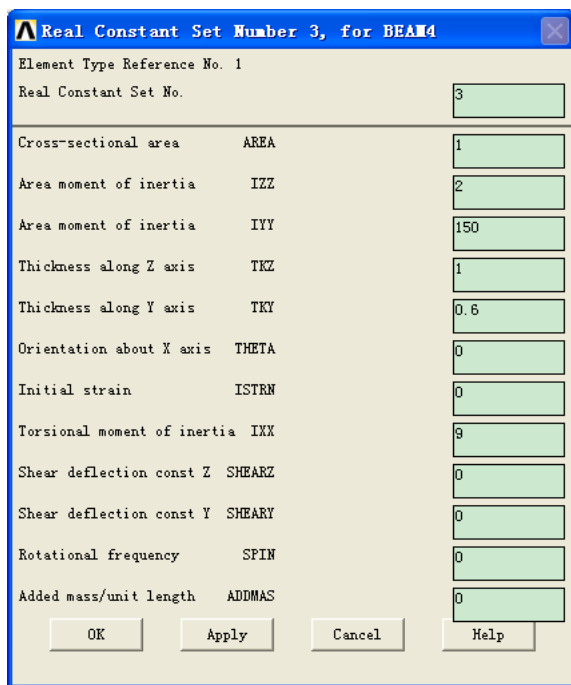 Real Constant Set Number 3, for BEAM4
Element Type Reference No. 1
Real Constant Set No. 3
Cross-sectional area AREA 1
Area moment of inertia IZZ 2
Area moment of inertia IYY 150
Thickness along Z axis TKZ 1
Thickness along Y axis TKY 0.6
Orientation about X axis THETA 0
Initial strain ISTRN 0
Torsional moment of inertia IXX 9
Shear deflection const Z SHEARZ 0
Shear deflection const Y SHEARY 0
Rotational frequency SPIN 0
Added mass/unit length ADDMAS 0
OK Apply Cancel Help